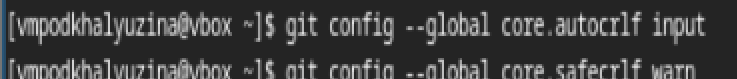 [vmpodkhalyuzina@vbox ~]$ git config --global core.autocrlf input
[vmpodkhalyuzina@vbox ~]$ git config --global core.safecrlf warn